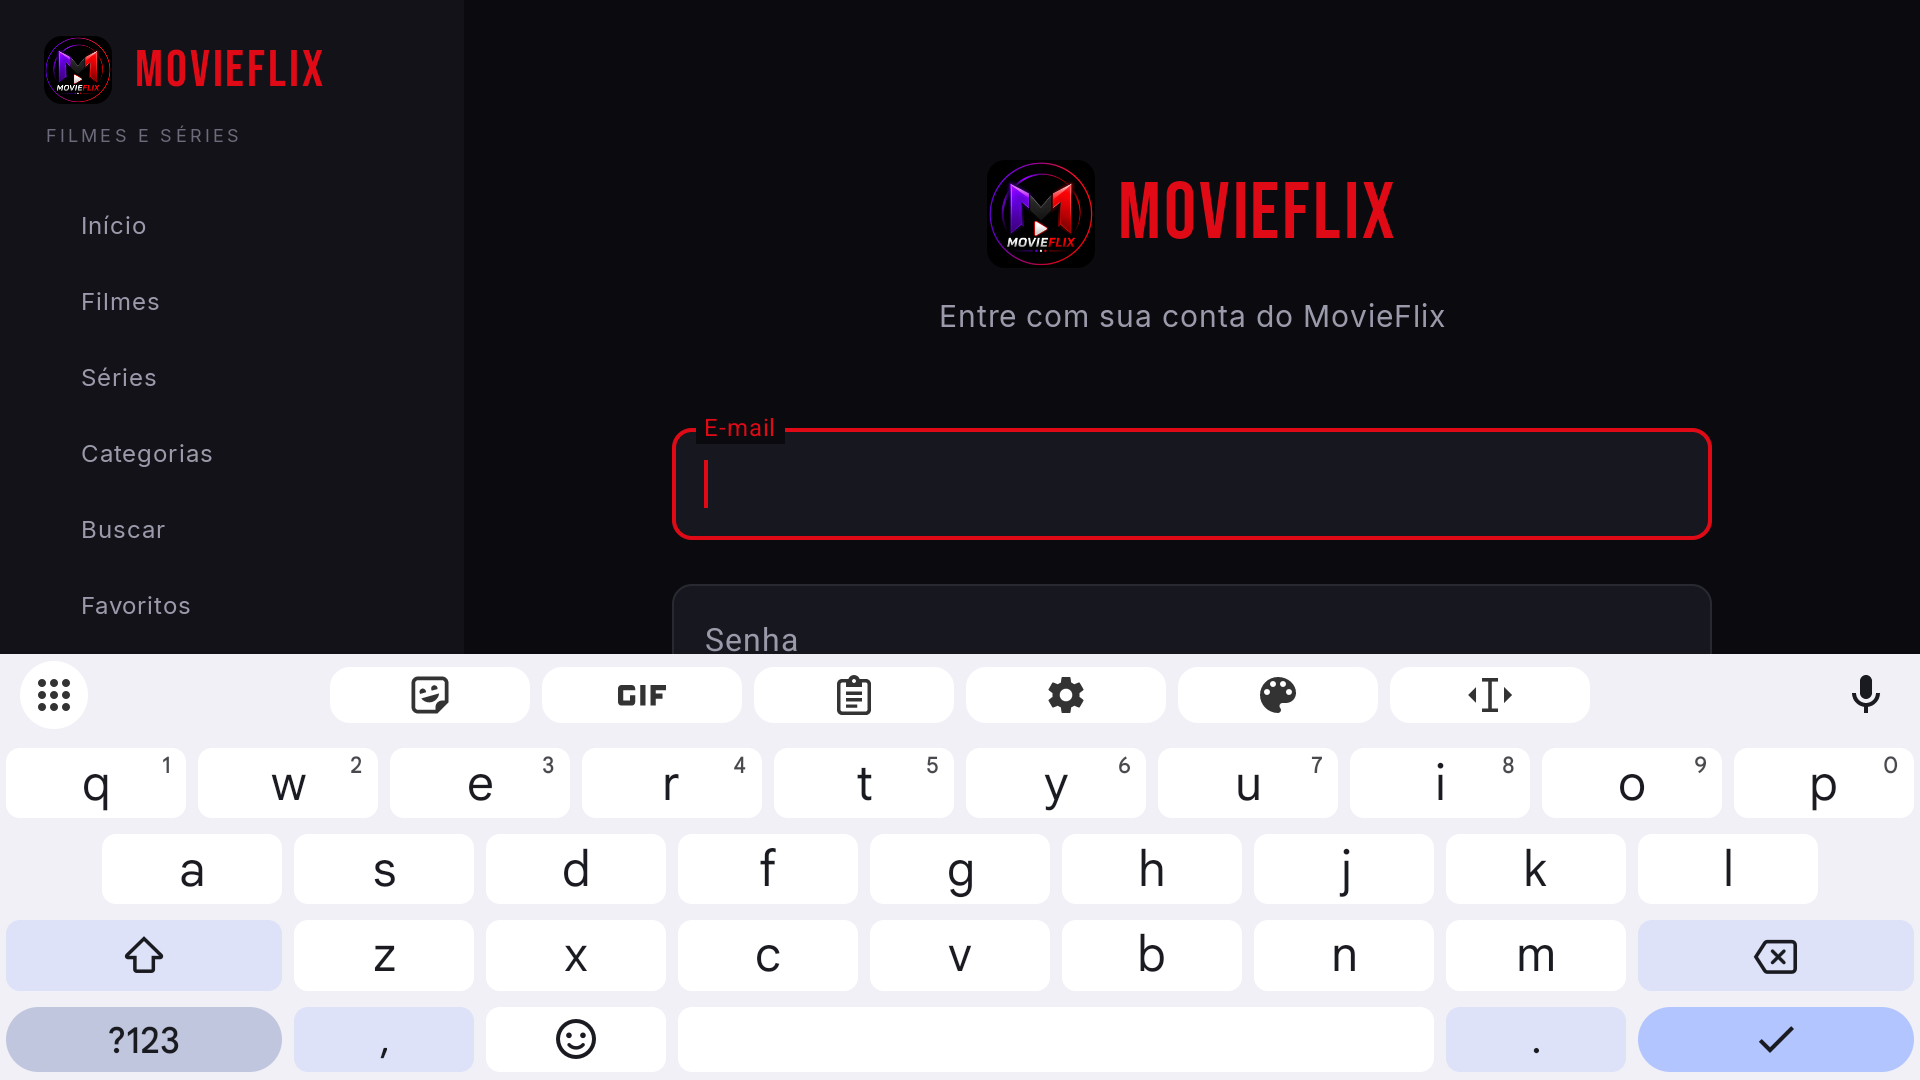 MOVIEFLIX
MOVIEFLIX
FILMES E SÉRIES
Início
Filmes
Séries
Categorias
Buscar
Favoritos
MOVIEFLIX
MOVIEFLIX
Entre com sua conta do MovieFlix
E-mail
Senha
GIF
q 1 w 2 e 3 r 4 t 5 y 6 u 7 i 8 o 9 p 0
a s d f g h j k l
z x c v b n m
?123 , .